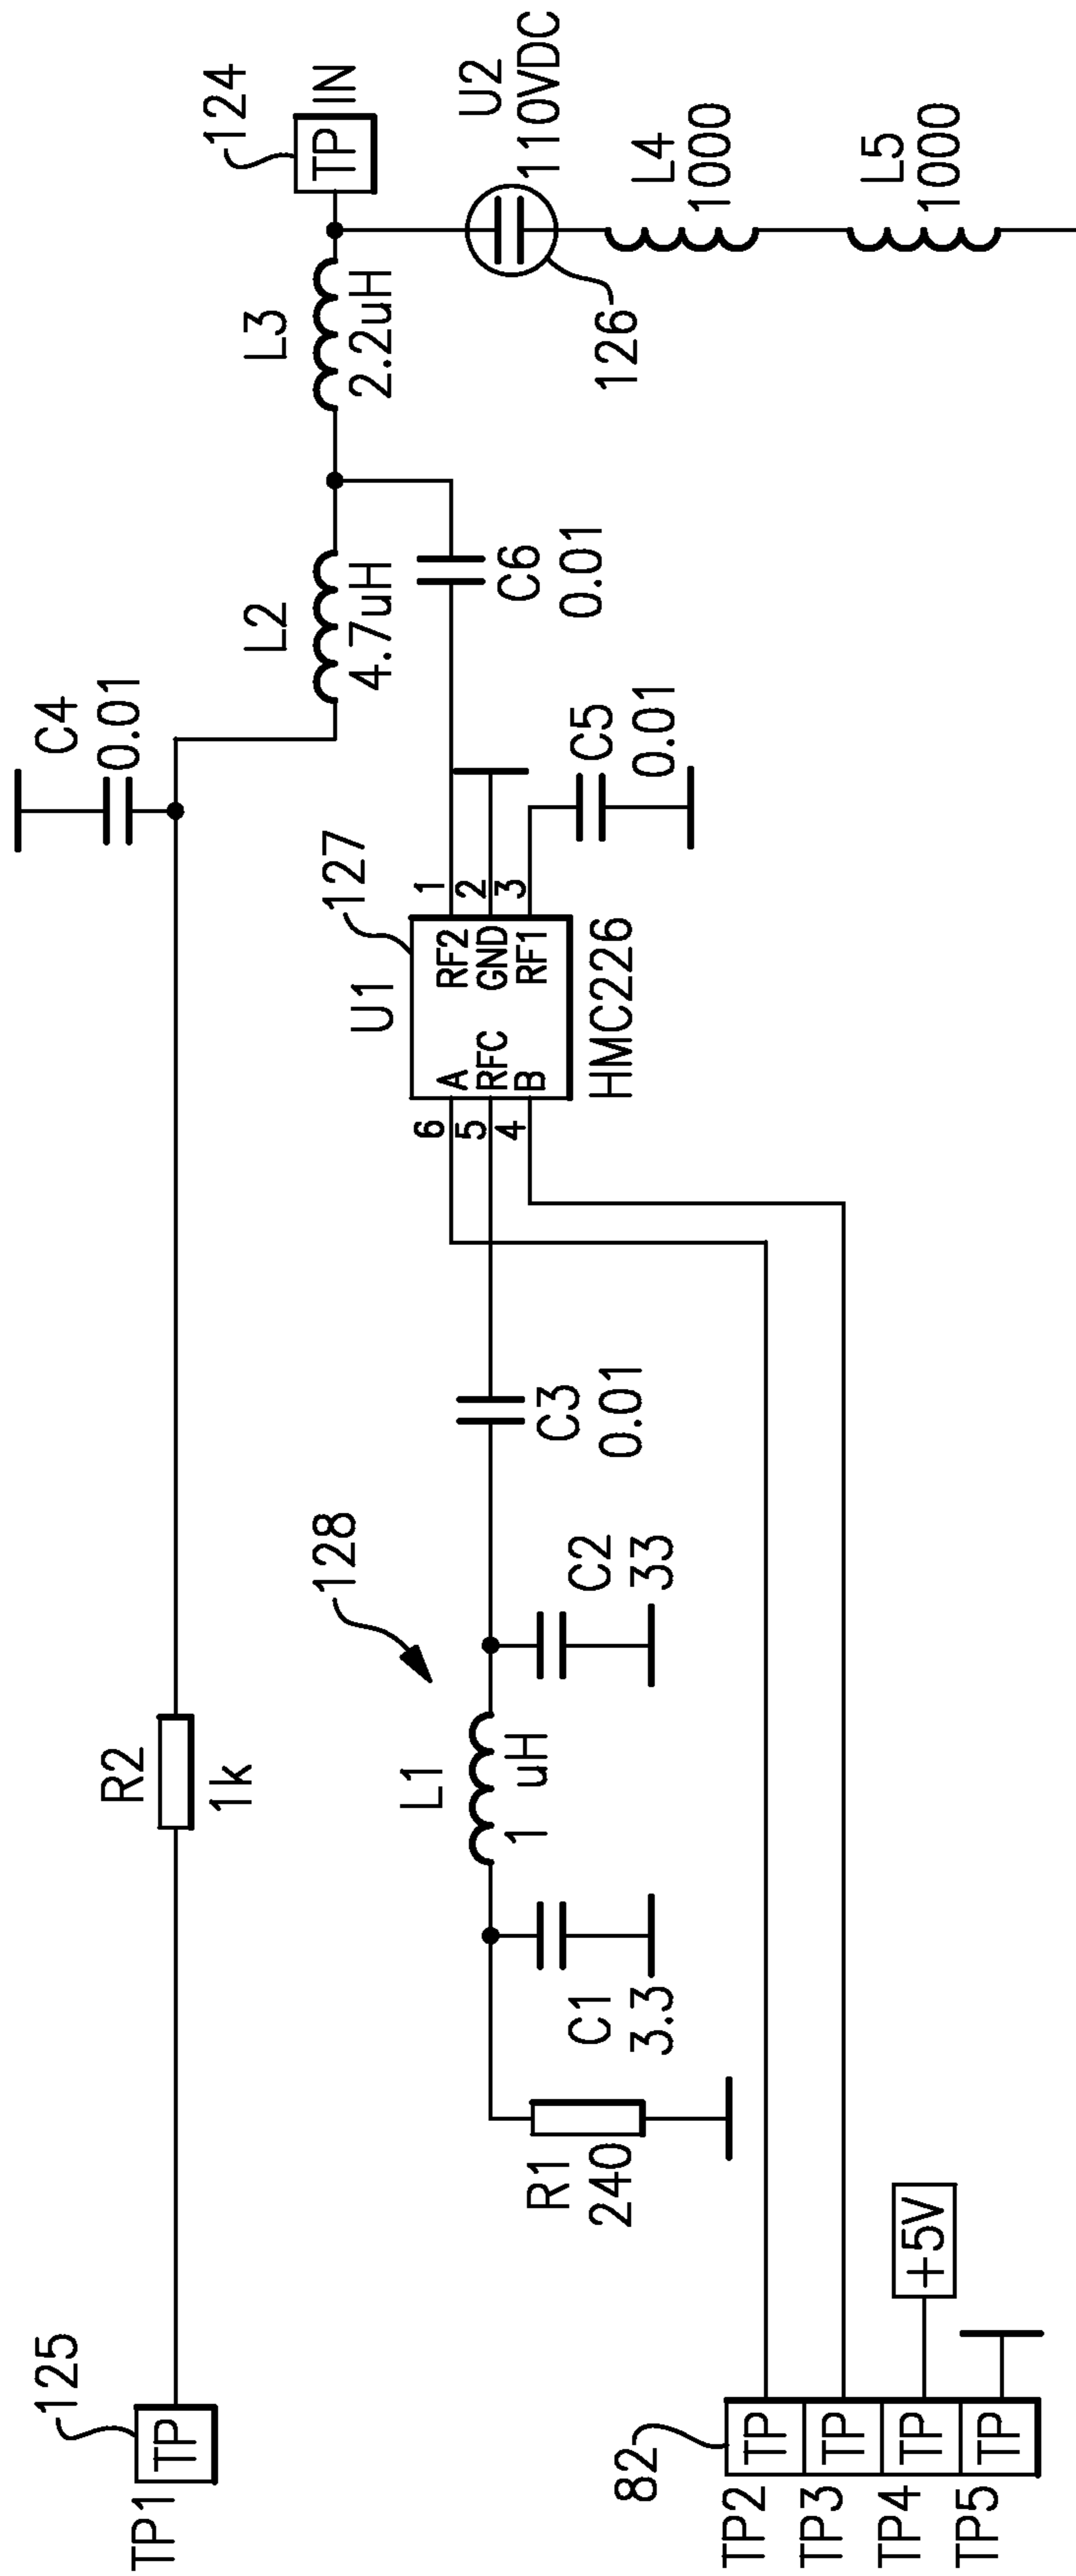 125
TP
TP1
R2
1k
C4
0.01
124
TP
IN
L2
4.7uH
L3
2.2uH
U2
110VDC
126
L4
1000
L5
1000
C6
0.01
127
U1
A
RFC
B
RF2
GND
RF1
6
5
4
1
2
3
HMC226
C5
0.01
C3
0.01
128
L1
1 uH
C2
33
C1
3.3
R1
240
82
TP2
TP
TP3
TP
TP4
TP
+5V
TP5
TP